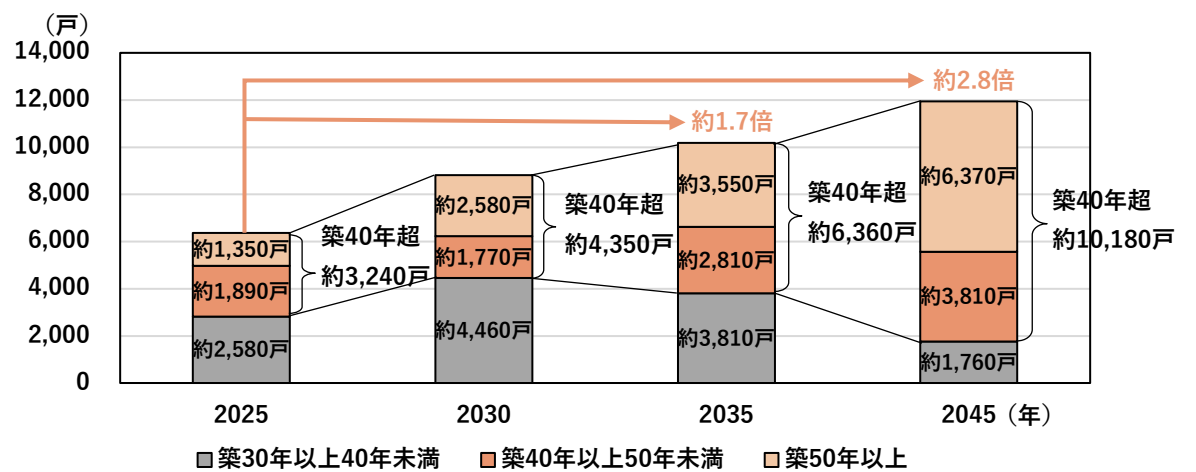 （戸）
14,000
12,000
10,000
8,000
6,000
4,000
2,000
0
約2.8倍
約1.7倍
約1,350戸
約1,890戸
約2,580戸
築40年超
約3,240戸
約2,580戸
約1,770戸
約4,460戸
築40年超
約4,350戸
約3,550戸
約2,810戸
約3,810戸
築40年超
約6,360戸
約6,370戸
約3,810戸
約1,760戸
築40年超
約10,180戸
2025 2030 2035 2045（年）
築30年以上40年未満 築40年以上50年未満 築50年以上